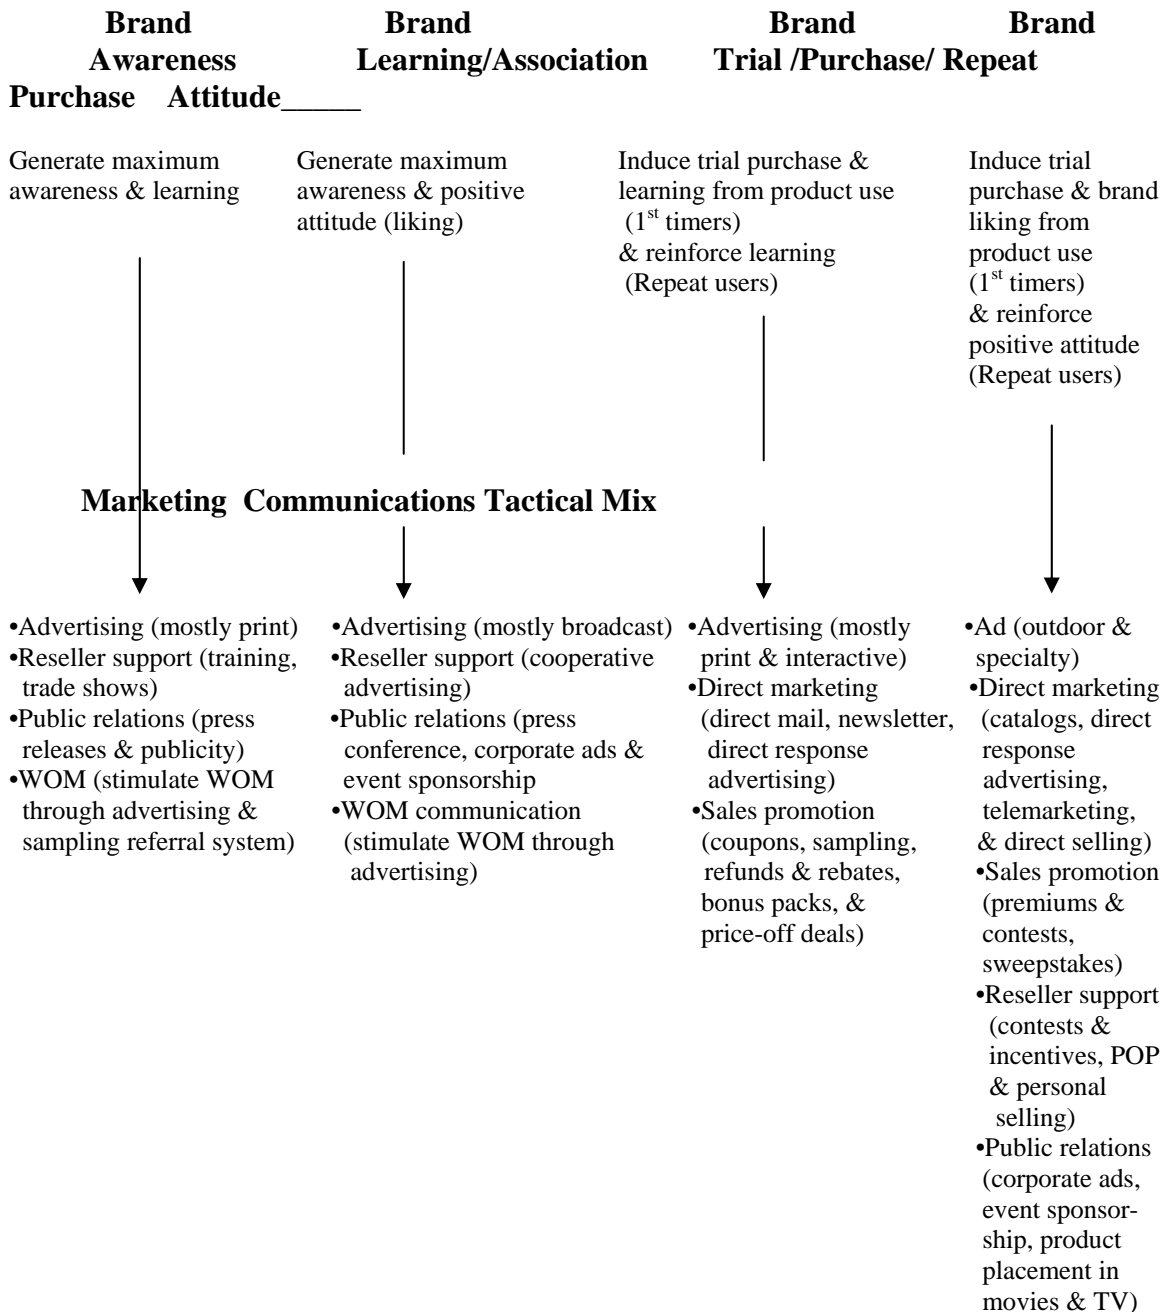 Brand Brand Brand Brand
Awareness Learning/Association Trial /Purchase/ Repeat
Purchase Attitude_____
Generate maximum
awareness & learning
Generate maximum
awareness & positive
attitude (liking)
Induce trial purchase &
learning from product use
(1st timers)
& reinforce learning
(Repeat users)
Induce trial
purchase & brand
liking from
product use
(1st timers)
& reinforce
positive attitude
(Repeat users)
Marketing Communications Tactical Mix
•Advertising (mostly print)
•Reseller support (training,
trade shows)
•Public relations (press
releases & publicity)
•WOM (stimulate WOM
through advertising &
sampling referral system)
•Advertising (mostly broadcast)
•Reseller support (cooperative
advertising)
•Public relations (press
conference, corporate ads &
event sponsorship
•WOM communication
(stimulate WOM through
advertising)
•Advertising (mostly
print & interactive)
•Direct marketing
(direct mail, newsletter,
direct response
advertising)
•Sales promotion
(coupons, sampling,
refunds & rebates,
bonus packs, &
price-off deals)
•Ad (outdoor &
specialty)
•Direct marketing
(catalogs, direct
response
advertising,
telemarketing,
& direct selling)
•Sales promotion
(premiums &
contests,
sweepstakes)
•Reseller support
(contests &
incentives, POP
& personal
selling)
•Public relations
(corporate ads,
event sponsor-
ship, product
placement in
movies & TV)